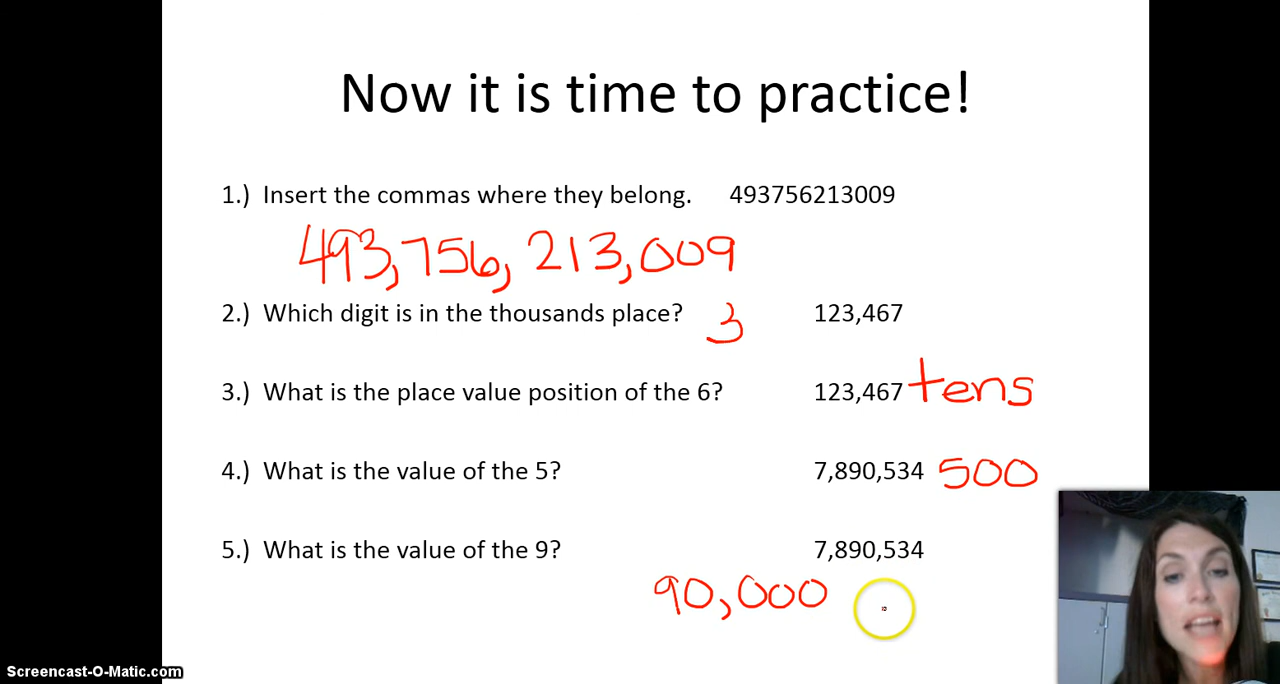 Now it is time to practice!
1.) Insert the commas where they belong. 493756213009
493,756, 213,009
2.) Which digit is in the thousands place? 3 123,467
3.) What is the place value position of the 6? 123,467 tens
4.) What is the value of the 5? 7,890,534 500
5.) What is the value of the 9? 7,890,534
90,000
Screencast-O-Matic.com